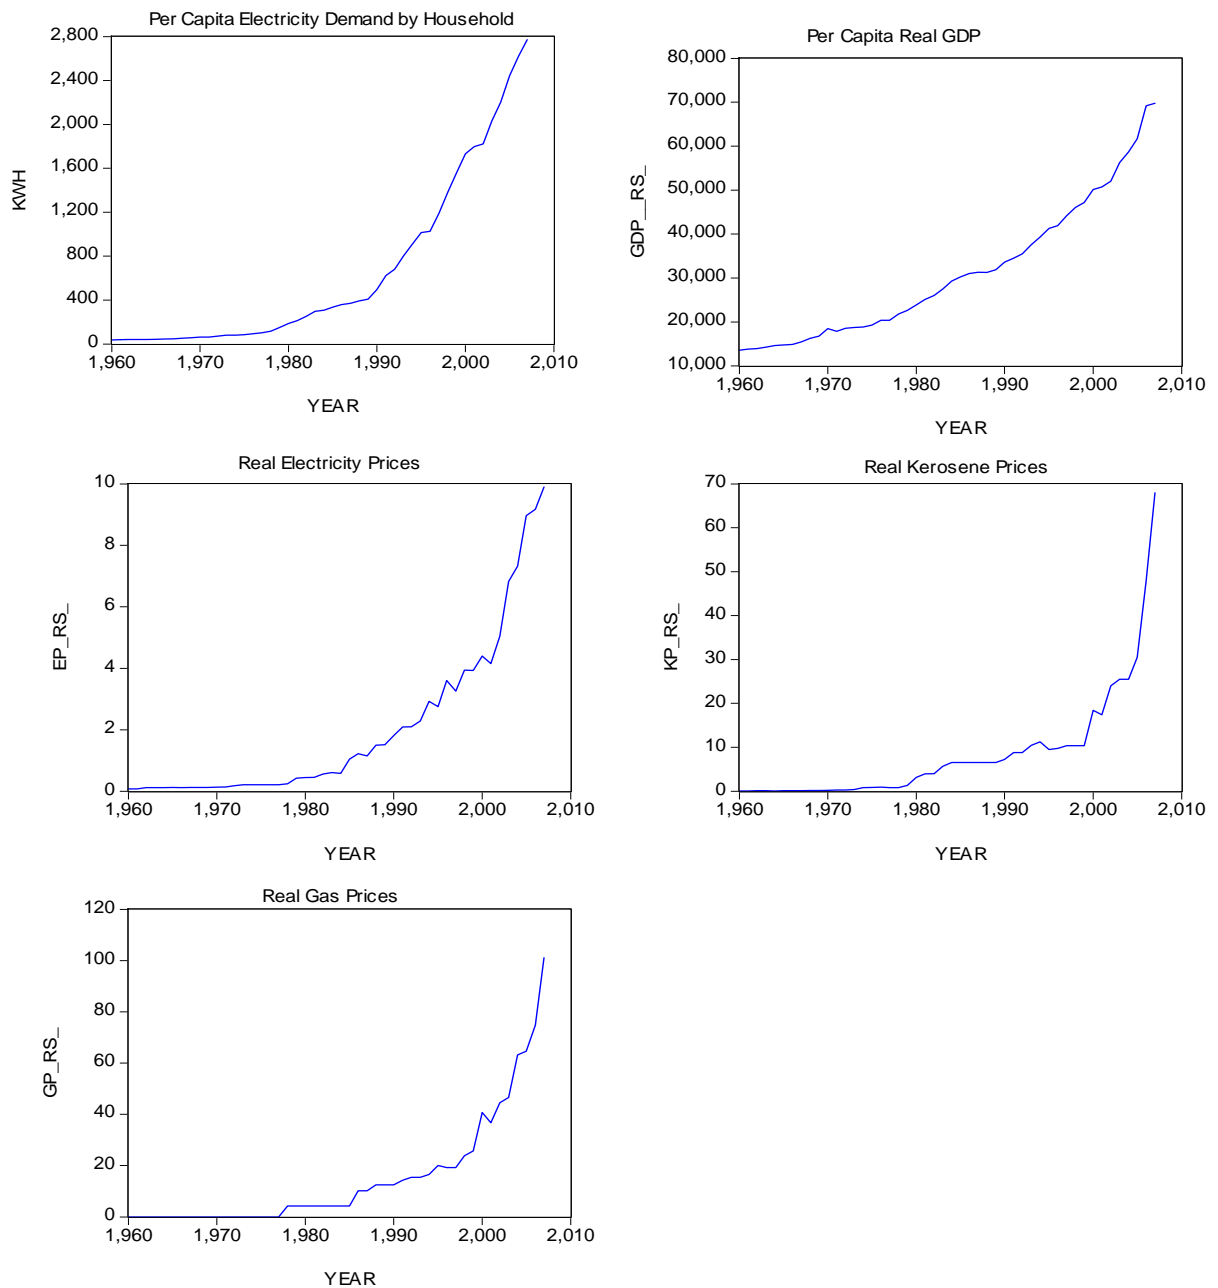 Per Capita Electricity Demand by Household
2,800
2,400
2,000
1,600
1,200
800
400
0
KWH
1,960 1,970 1,980 1,990 2,000 2,010
YEAR
Per Capita Real GDP
80,000
70,000
60,000
50,000
40,000
30,000
20,000
10,000
GDP__RS_
1,960 1,970 1,980 1,990 2,000 2,010
YEAR
Real Electricity Prices
10
8
6
4
2
0
EP_RS_
1,960 1,970 1,980 1,990 2,000 2,010
YEAR
Real Kerosene Prices
70
60
50
40
30
20
10
0
KP_RS_
1,960 1,970 1,980 1,990 2,000 2,010
YEAR
Real Gas Prices
120
100
80
60
40
20
0
GP_RS_
1,960 1,970 1,980 1,990 2,000 2,010
YEAR